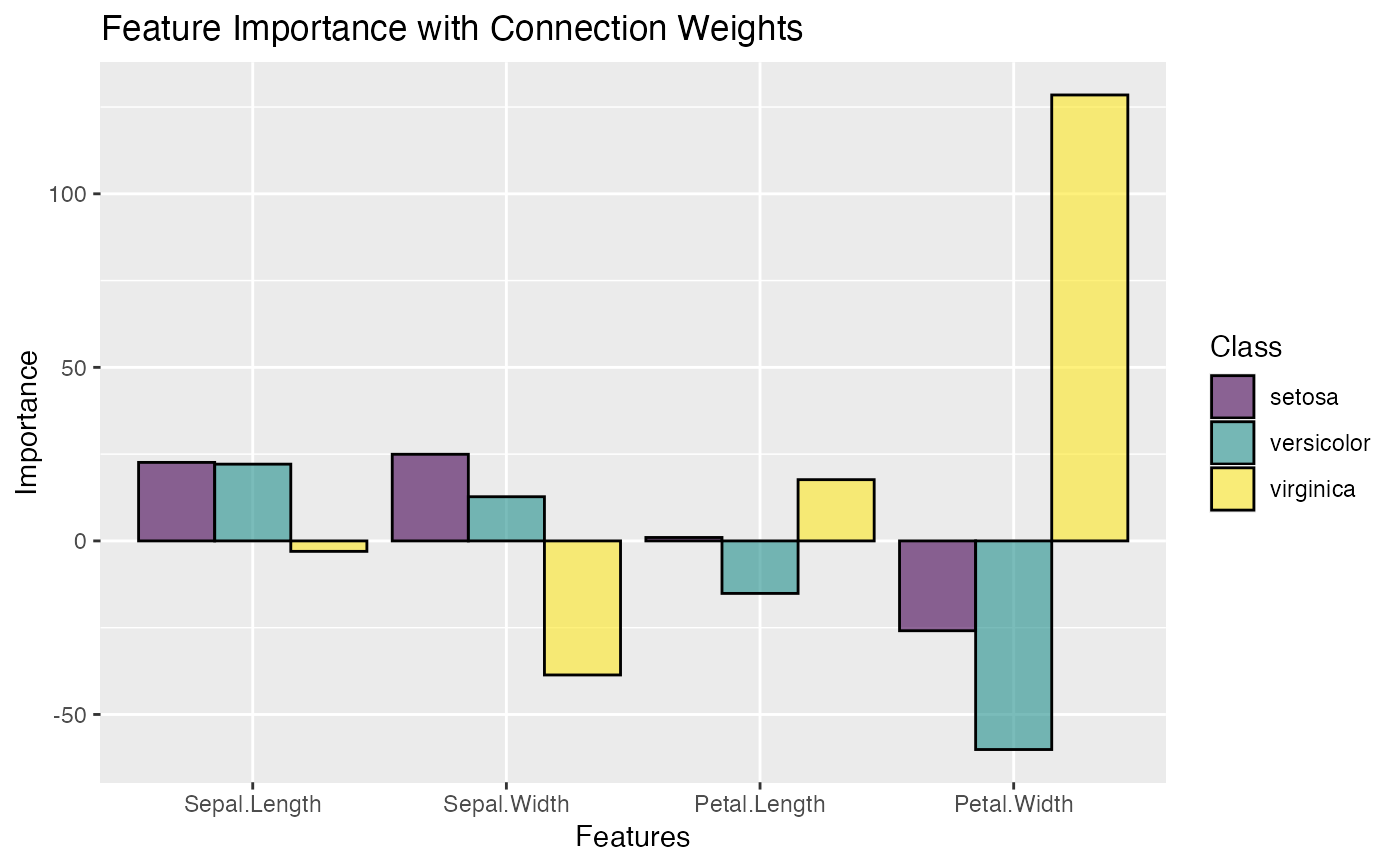 Feature Importance with Connection Weights
Importance
100
50
0
-50
Sepal.Length
Sepal.Width
Petal.Length
Petal.Width
Features
Class
setosa
versicolor
virginica